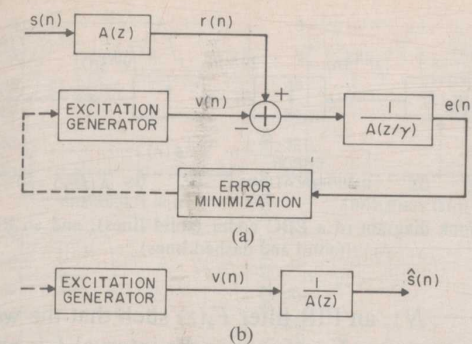 s(n)
A(z)
r(n)
+
EXCITATION
GENERATOR
v(n)
−
+
1
A(z/γ)
e(n)
ERROR
MINIMIZATION
(a)
EXCITATION
GENERATOR
v(n)
1
A(z)
ŝ(n)
(b)